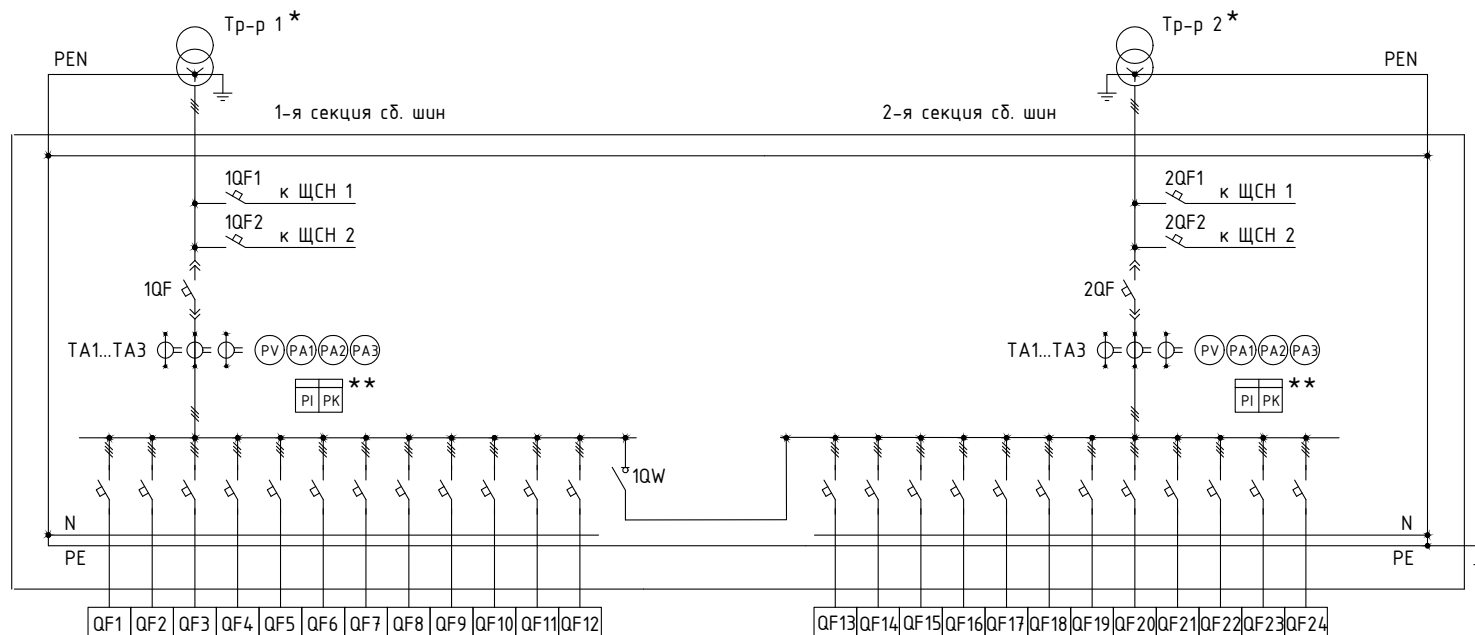 Тр-р 1 *
Тр-р 2 *
PEN
PEN
1-я секция сб. шин
2-я секция сб. шин
1QF1
к ЩСН 1
2QF1
к ЩСН 1
1QF2
к ЩСН 2
2QF2
к ЩСН 2
1QF
2QF
TA1...TA3
PV
PA1
PA2
PA3
TA1...TA3
PV
PA1
PA2
PA3
PI
PK
**
PI
PK
**
1QW
N
N
PE
PE
QF1 QF2 QF3 QF4 QF5 QF6 QF7 QF8 QF9 QF10 QF11 QF12
QF13 QF14 QF15 QF16 QF17 QF18 QF19 QF20 QF21 QF22 QF23 QF24